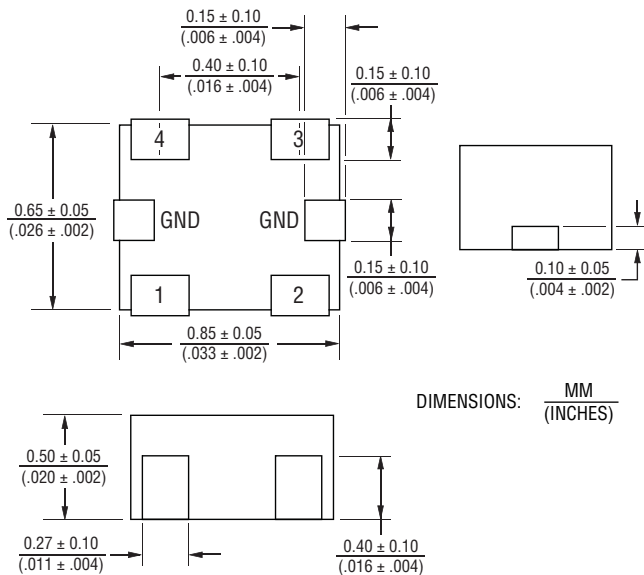 0.15 ± 0.10
(.006 ± .004)
0.40 ± 0.10
(.016 ± .004)
0.15 ± 0.10
(.006 ± .004)
4
3
0.65 ± 0.05
(.026 ± .002)
GND
GND
0.15 ± 0.10
(.006 ± .004)
0.10 ± 0.05
(.004 ± .002)
1
2
0.85 ± 0.05
(.033 ± .002)
DIMENSIONS:
MM
(INCHES)
0.50 ± 0.05
(.020 ± .002)
0.27 ± 0.10
(.011 ± .004)
0.40 ± 0.10
(.016 ± .004)